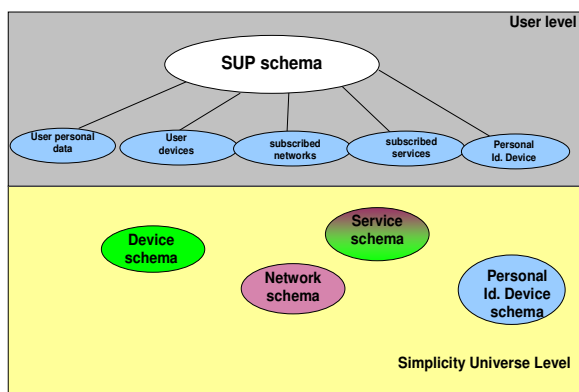 User level
SUP schema
User personal
data
User
devices
subscribed
networks
subscribed
services
Personal
Id. Device
Device
schema
Service
schema
Network
schema
Personal
Id. Device
schema
Simplicity Universe Level